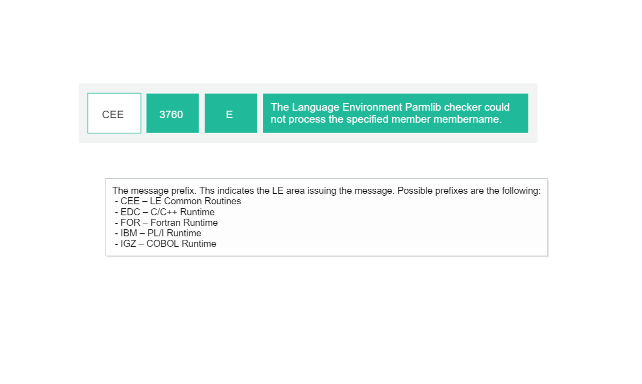 CEE 3760 E The Language Environment Parmlib checker could
not process the specified member membername.
The message prefix. Ths indicates the LE area issuing the message. Possible prefixes are the following:
- CEE – LE Common Routines
- EDC – C/C++ Runtime
- FOR – Fortran Runtime
- IBM – PL/I Runtime
- IGZ – COBOL Runtime